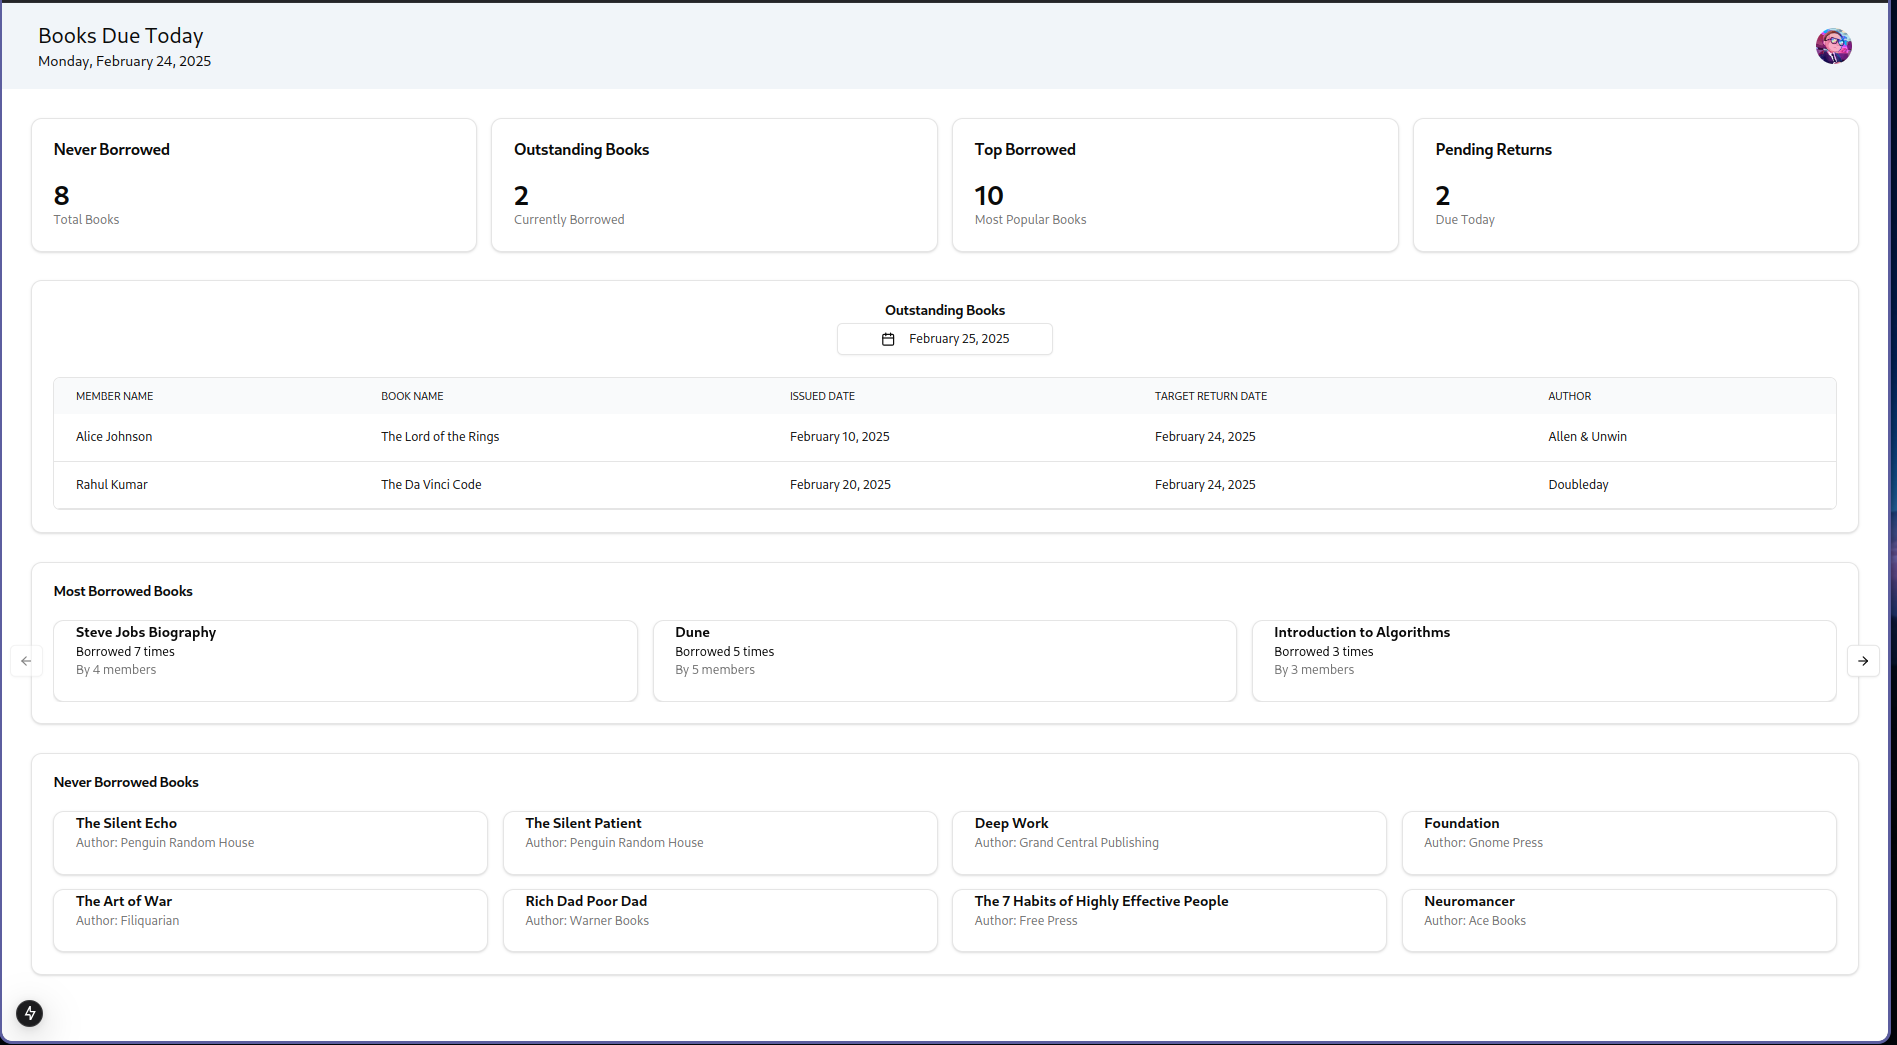 Books Due Today
Monday, February 24, 2025
Never Borrowed
8
Total Books
Outstanding Books
2
Currently Borrowed
Top Borrowed
10
Most Popular Books
Pending Returns
2
Due Today
Outstanding Books
February 25, 2025
MEMBER NAME BOOK NAME ISSUED DATE TARGET RETURN DATE AUTHOR
Alice Johnson The Lord of the Rings February 10, 2025 February 24, 2025 Allen & Unwin
Rahul Kumar The Da Vinci Code February 20, 2025 February 24, 2025 Doubleday
Most Borrowed Books
Steve Jobs Biography
Borrowed 7 times
By 4 members
Dune
Borrowed 5 times
By 5 members
Introduction to Algorithms
Borrowed 3 times
By 3 members
Never Borrowed Books
The Silent Echo
Author: Penguin Random House
The Silent Patient
Author: Penguin Random House
Deep Work
Author: Grand Central Publishing
Foundation
Author: Gnome Press
The Art of War
Author: Filiquarian
Rich Dad Poor Dad
Author: Warner Books
The 7 Habits of Highly Effective People
Author: Free Press
Neuromancer
Author: Ace Books